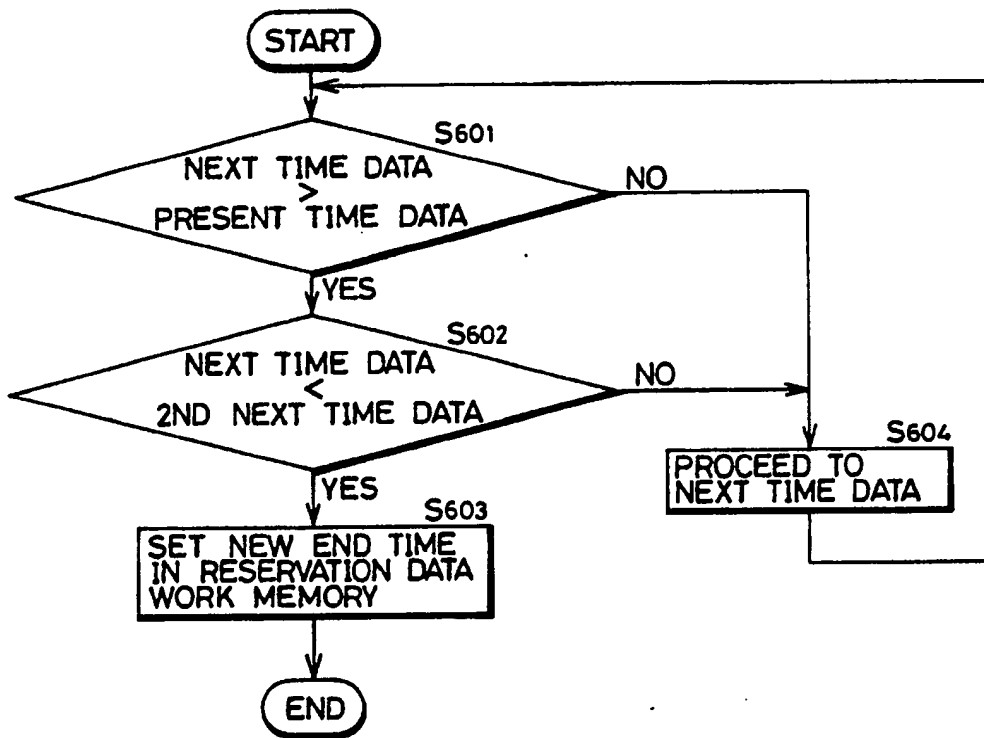 START
S601
NEXT TIME DATA
>
PRESENT TIME DATA
NO
YES
S602
NEXT TIME DATA
<
2ND NEXT TIME DATA
NO
YES
S604
PROCEED TO
NEXT TIME DATA
S603
SET NEW END TIME
IN RESERVATION DATA
WORK MEMORY
END